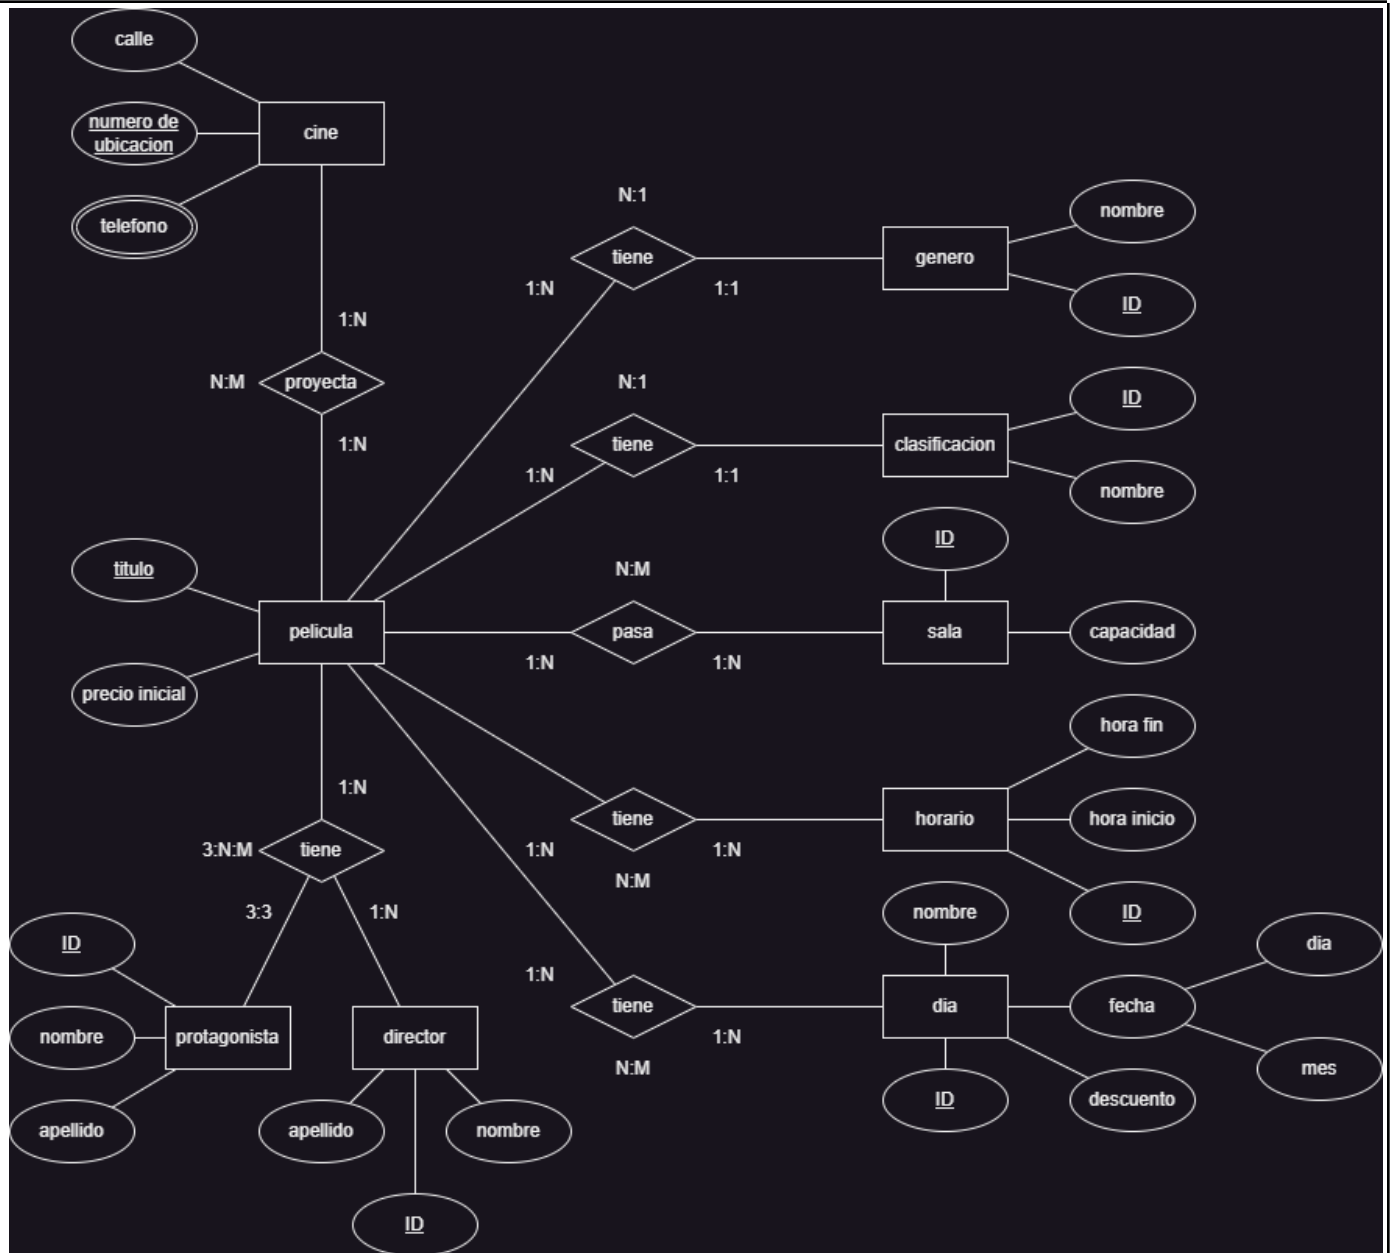 calle
numero de
ubicacion
cine
telefono
N:1
nombre
tiene
genero
1:N
1:1
ID
1:N
N:M
proyecta
1:N
N:1
ID
tiene
clasificacion
1:N
1:1
nombre
ID
titulo
N:M
pelicula
pasa
sala
capacidad
1:N
1:N
precio inicial
hora fin
1:N
tiene
horario
hora inicio
3:N:M
tiene
1:N
1:N
N:M
3:3
1:N
nombre
ID
ID
dia
1:N
tiene
dia
fecha
nombre
protagonista
director
1:N
N:M
mes
ID
descuento
apellido
apellido
nombre
ID